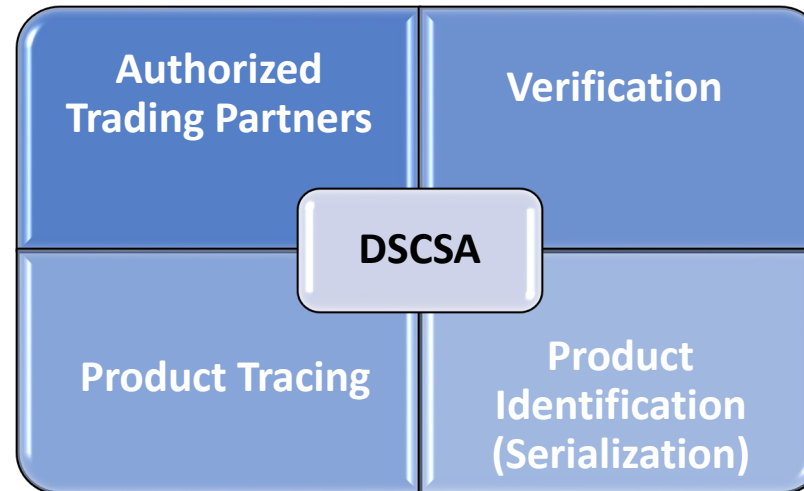 Authorized
Trading Partners
Verification
DSCSA
Product Tracing
Product
Identification
(Serialization)